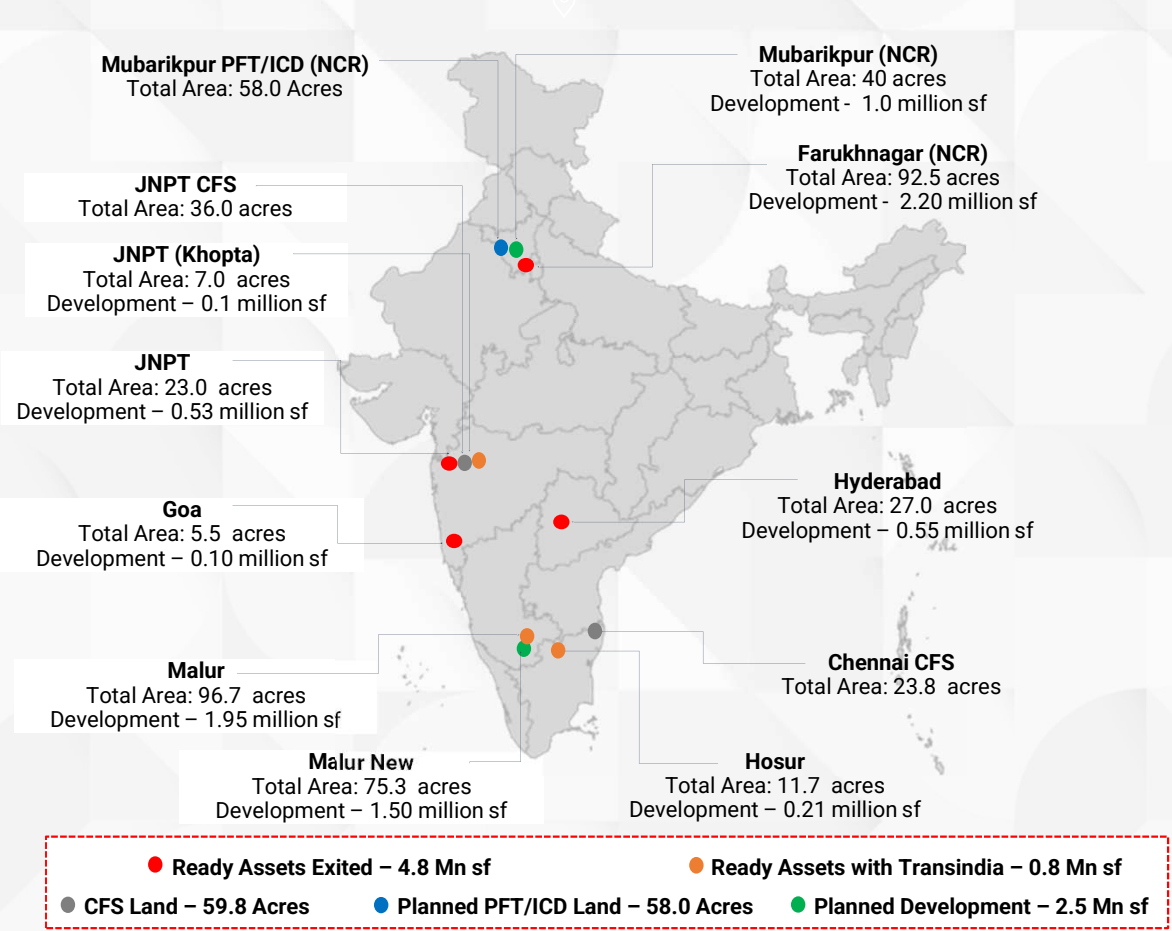 Mubarikpur PFT/ICD (NCR)
Total Area: 58.0 Acres
Mubarikpur (NCR)
Total Area: 40 acres
Development - 1.0 million sf
Farukhnagar (NCR)
Total Area: 92.5 acres
Development - 2.20 million sf
JNPT CFS
Total Area: 36.0 acres
JNPT (Khopta)
Total Area: 7.0 acres
Development – 0.1 million sf
JNPT
Total Area: 23.0 acres
Development – 0.53 million sf
Hyderabad
Total Area: 27.0 acres
Development – 0.55 million sf
Goa
Total Area: 5.5 acres
Development – 0.10 million sf
Chennai CFS
Total Area: 23.8 acres
Malur
Total Area: 96.7 acres
Development – 1.95 million sf
Malur New
Total Area: 75.3 acres
Development – 1.50 million sf
Hosur
Total Area: 11.7 acres
Development – 0.21 million sf
Ready Assets Exited – 4.8 Mn sf
Ready Assets with Transindia – 0.8 Mn sf
CFS Land – 59.8 Acres
Planned PFT/ICD Land – 58.0 Acres
Planned Development – 2.5 Mn sf